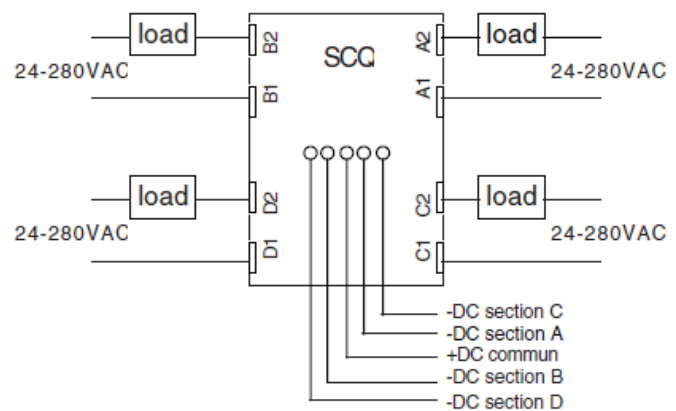 load
B2
SCQ
A2
load
24-280VAC
24-280VAC
B1
A1
load
D2
C2
load
24-280VAC
24-280VAC
D1
C1
-DC section C
-DC section A
+DC commun
-DC section B
-DC section D